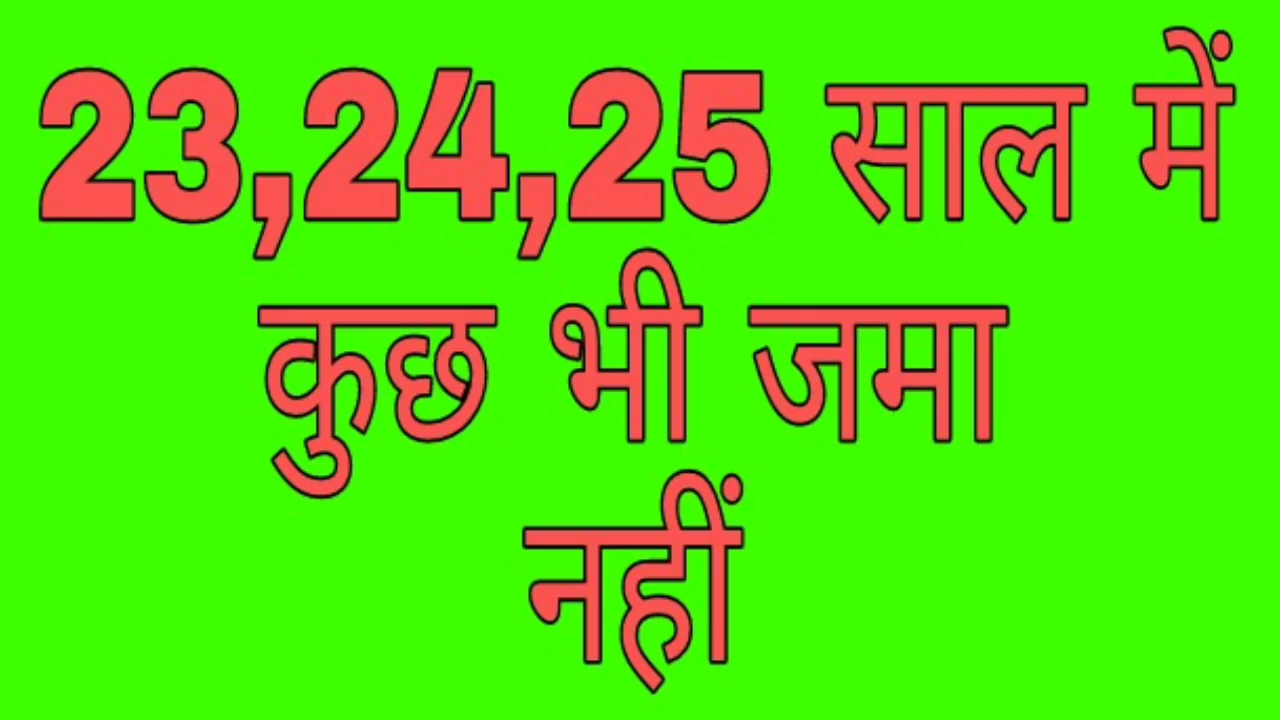 23,24,25 साल में
कुछ भी जमा
नहीं